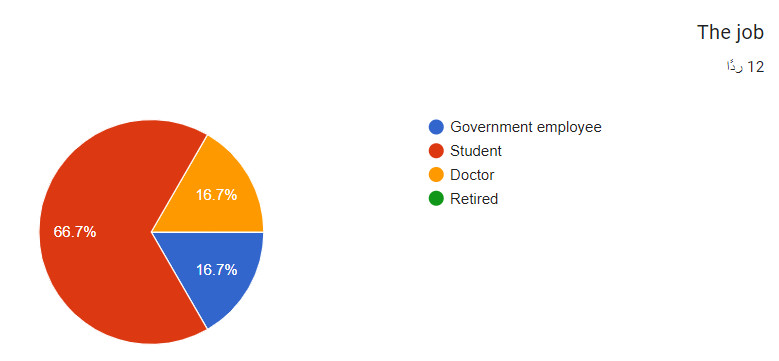 The job
12 ردًا
Government employee
Student
Doctor
Retired
16.7%
66.7%
16.7%